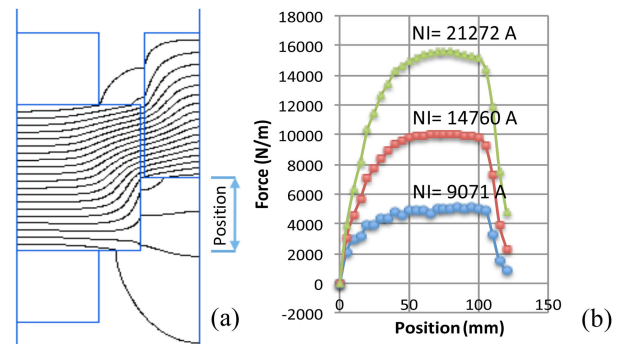 Position
(a)
Force (N/m)
18000
16000
14000
12000
10000
8000
6000
4000
2000
0
-2000
NI= 21272 A
NI= 14760 A
NI= 9071 A
0
50
100
150
Position (mm)
(b)